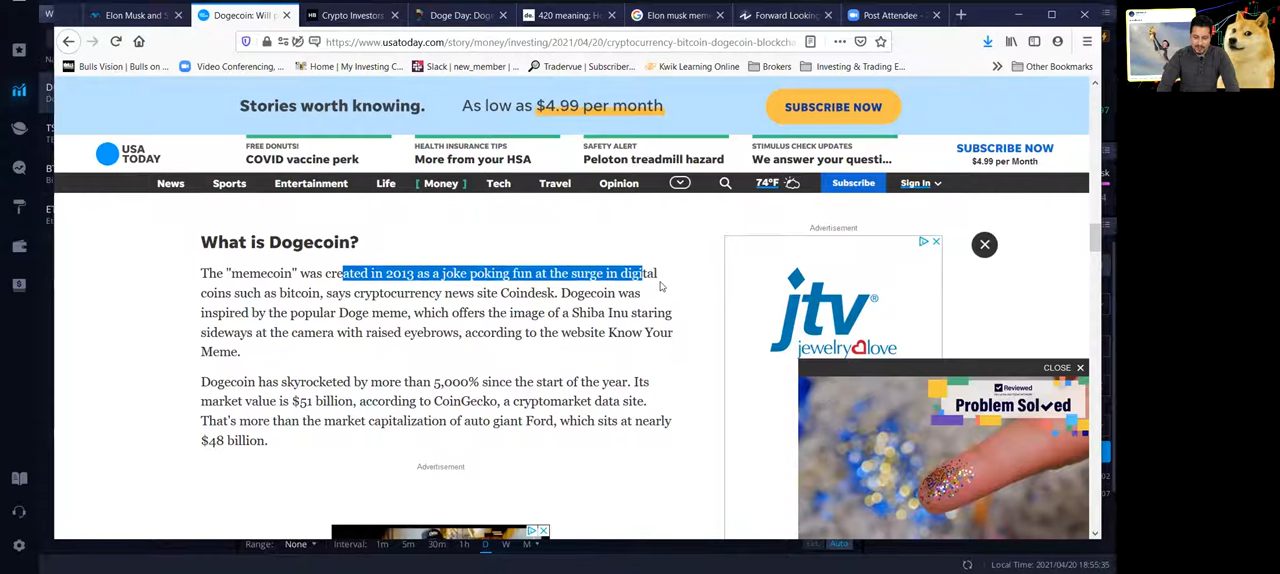 W
Elon Musk and S
Dogecoin: Will p
Crypto Investors
Doge Day: Doge
420 meaning: Ho
Elon musk mem
Forward Looking
Post Attendee - Z
https://www.usatoday.com/story/money/investing/2021/04/20/cryptocurrency-bitcoin-dogecoin-blockcha
Bulls Vision | Bulls on ...
Video Conferencing, ...
Home | My Investing C...
Slack | new_member | ...
Tradervue | Subscriber...
Kwik Learning Online
Brokers
Investing & Trading E...
Other Bookmarks
Stories worth knowing.
As low as $4.99 per month
SUBSCRIBE NOW
USA TODAY
FREE DONUTS!
COVID vaccine perk
HEALTH INSURANCE TIPS
More from your HSA
SAFETY ALERT
Peloton treadmill hazard
STIMULUS CHECK UPDATES
We answer your questi...
SUBSCRIBE NOW
$4.99 per Month
News Sports Entertainment Life [ Money ] Tech Travel Opinion 74°F Subscribe Sign In
What is Dogecoin?
The "memecoin" was created in 2013 as a joke poking fun at the surge in digital
coins such as bitcoin, says cryptocurrency news site Coindesk. Dogecoin was
inspired by the popular Doge meme, which offers the image of a Shiba Inu staring
sideways at the camera with raised eyebrows, according to the website Know Your
Meme.
Dogecoin has skyrocketed by more than 5,000% since the start of the year. Its
market value is $51 billion, according to CoinGecko, a cryptomarket data site.
That's more than the market capitalization of auto giant Ford, which sits at nearly
$48 billion.
Advertisement
Advertisement
jtv®
jewelry love
CLOSE
Reviewed
Problem Solved
Range: None Interval: 1m 5m 30m 1h D W M
Ext. Auto
Local Time: 2021/04/20 18:55:35